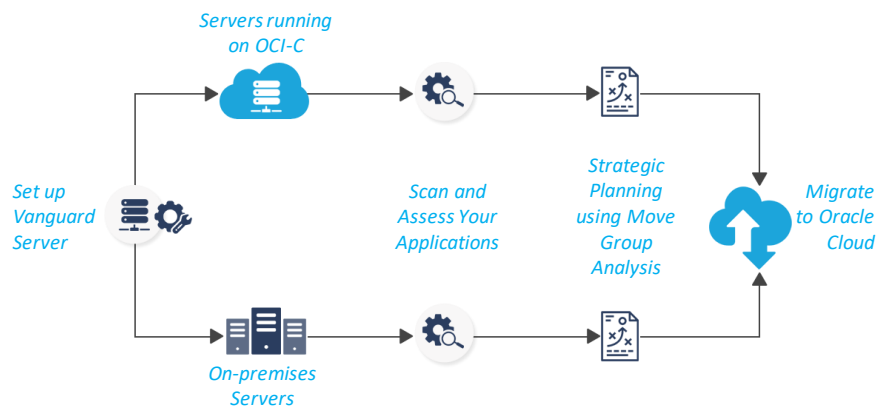 Servers running
on OCI-C
Set up
Vanguard
Server
Scan and
Assess Your
Applications
Strategic
Planning
using Move
Group
Analysis
Migrate
to Oracle
Cloud
On-premises
Servers